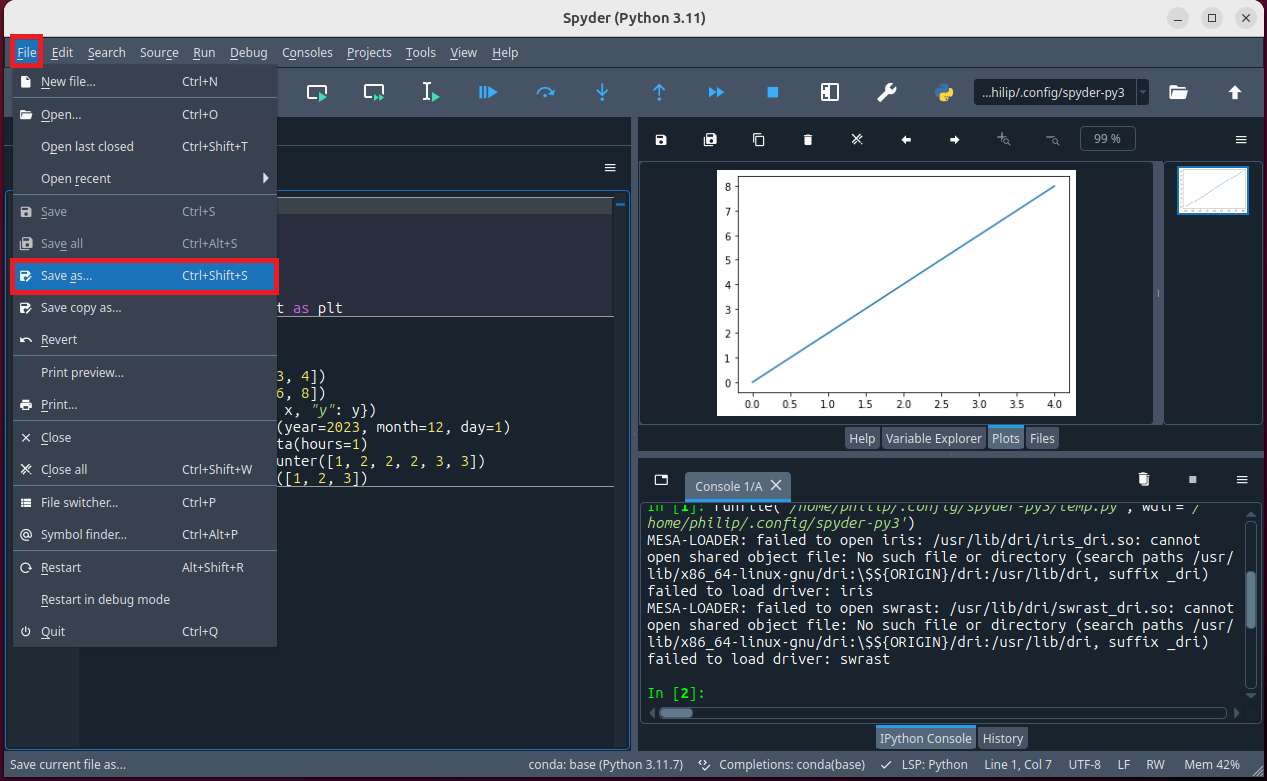 Spyder (Python 3.11)
File Edit Search Source Run Debug Consoles Projects Tools View Help
New file... Ctrl+N
Open... Ctrl+O
Open last closed Ctrl+Shift+T
Open recent
Save Ctrl+S
Save all Ctrl+Alt+S
Save as... Ctrl+Shift+S
Save copy as...
Revert
Print preview...
Print...
Close
Close all Ctrl+Shift+W
File switcher... Ctrl+P
Symbol finder... Ctrl+Alt+P
Restart Alt+Shift+R
Restart in debug mode
Quit Ctrl+Q
...hilip/.config/spyder-py3
t as plt
3, 4])
6, 8])
x, "y": y})
(year=2023, month=12, day=1)
ta(hours=1)
unter([1, 2, 2, 2, 3, 3])
([1, 2, 3])
99 %
8
7
6
5
4
3
2
1
0
0.0 0.5 1.0 1.5 2.0 2.5 3.0 3.5 4.0
Help Variable Explorer Plots Files
Console 1/A
In [1]: runfile('/home/philip/.config/spyder-py3/temp.py', wdir='/
home/philip/.config/spyder-py3')
MESA-LOADER: failed to open iris: /usr/lib/dri/iris_dri.so: cannot
open shared object file: No such file or directory (search paths /usr/
lib/x86_64-linux-gnu/dri:\$${ORIGIN}/dri:/usr/lib/dri, suffix _dri)
failed to load driver: iris
MESA-LOADER: failed to open swrast: /usr/lib/dri/swrast_dri.so: cannot
open shared object file: No such file or directory (search paths /usr/
lib/x86_64-linux-gnu/dri:\$${ORIGIN}/dri:/usr/lib/dri, suffix _dri)
failed to load driver: swrast
In [2]:
IPython Console History
Save current file as... conda: base (Python 3.11.7) Completions: conda(base) LSP: Python Line 1, Col 7 UTF-8 LF RW Mem 42%